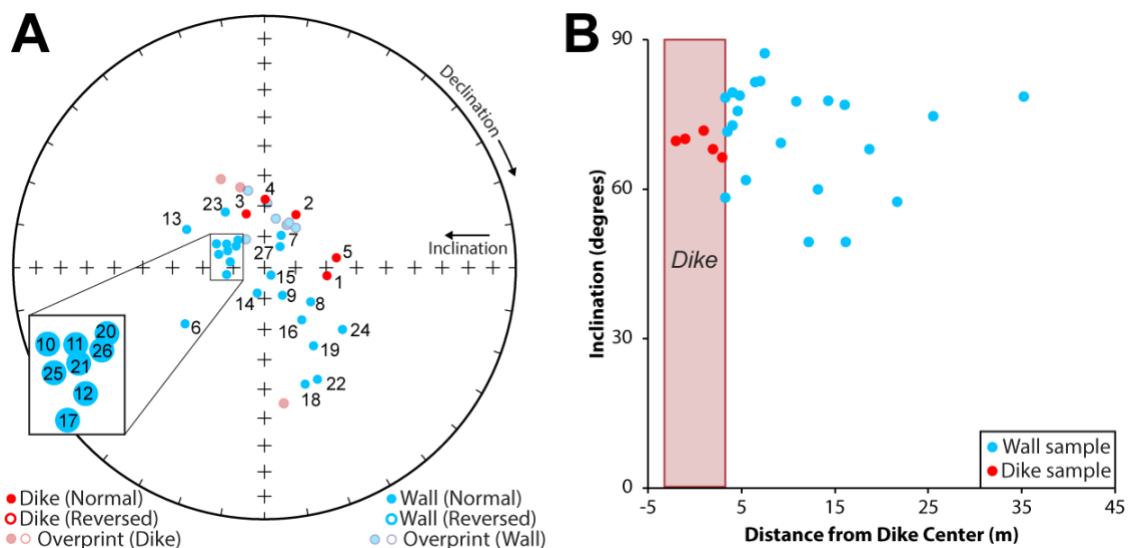 A
Declination
Inclination
23
3
4
2
13
7
27
5
15
1
14
9
8
6
16
24
19
22
18
20
10
11
26
21
25
12
17
Dike (Normal)
Dike (Reversed)
Overprint (Dike)
Wall (Normal)
Wall (Reversed)
Overprint (Wall)
B
90
60
30
0
Inclination (degrees)
Dike
Wall sample
Dike sample
-5
5
15
25
35
45
Distance from Dike Center (m)